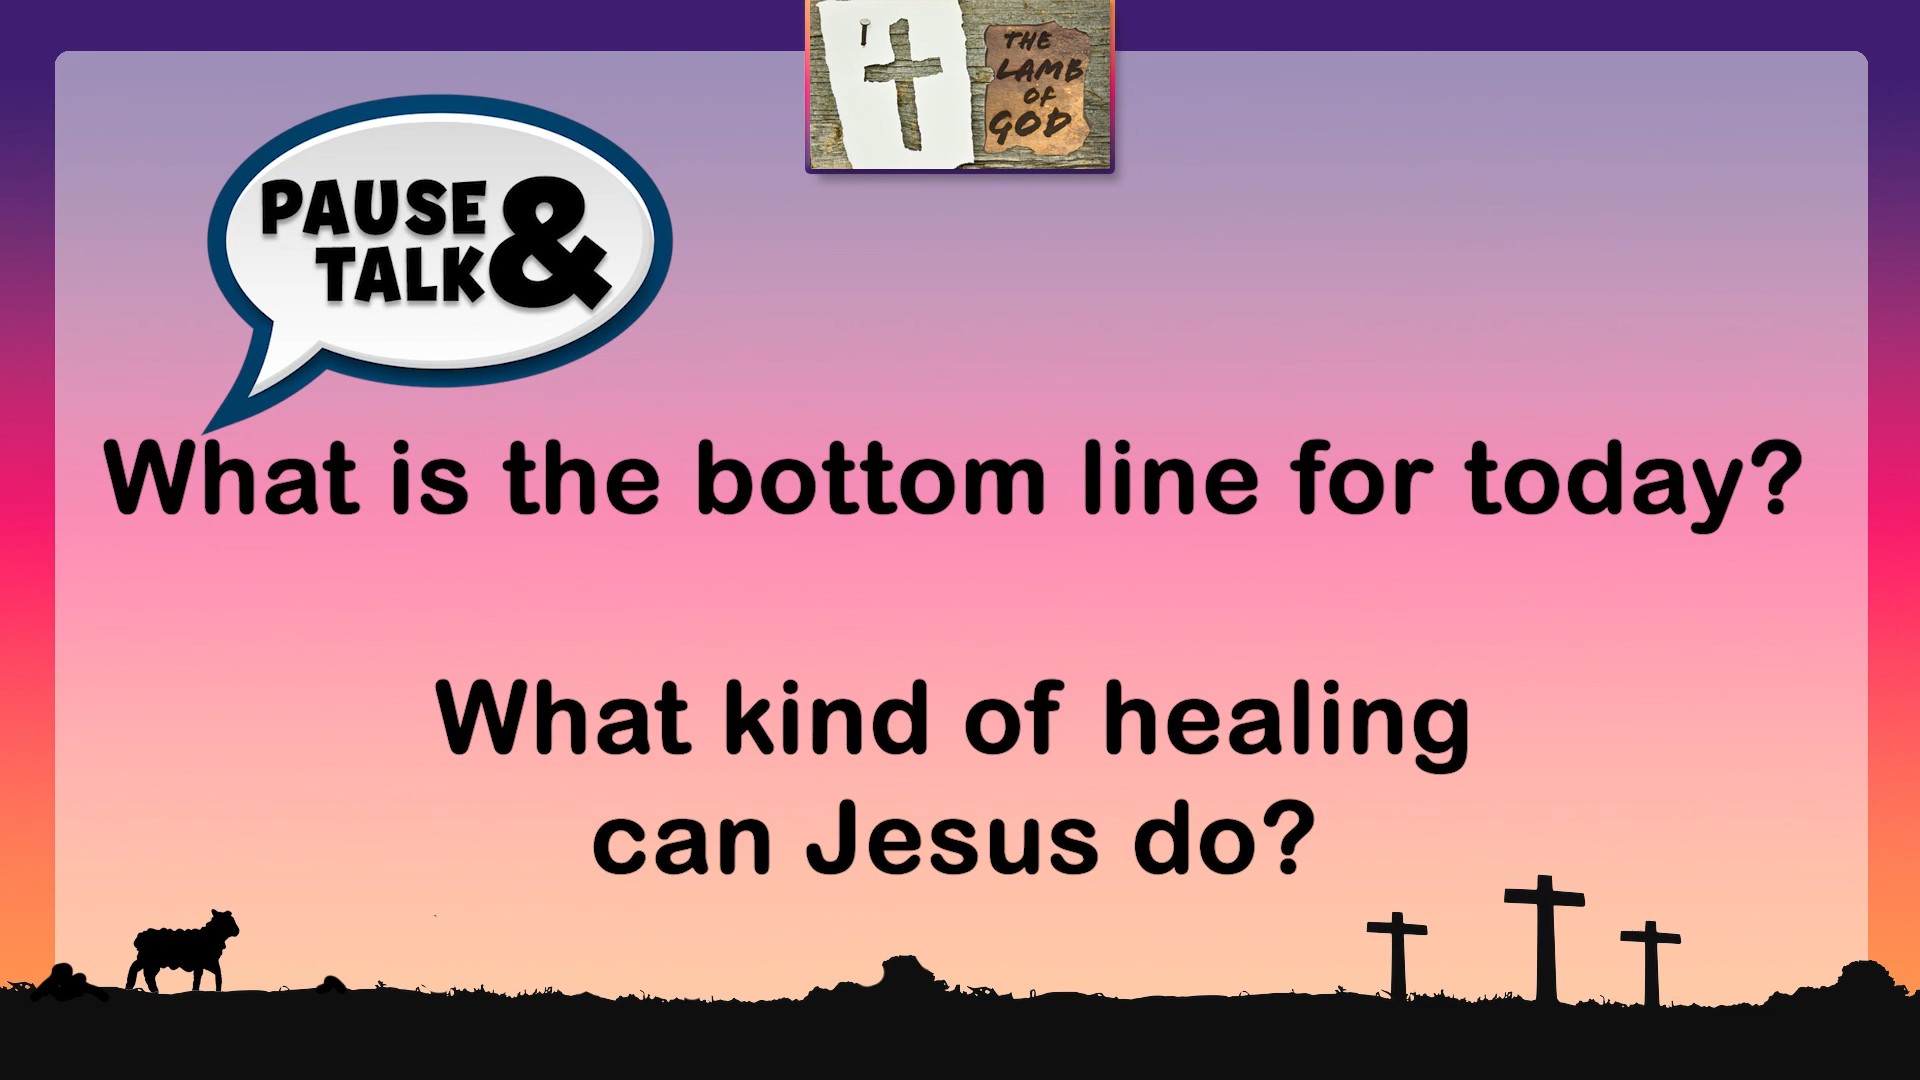 THE
LAMB
OF
GOD
PAUSE &
TALK
What is the bottom line for today?
What kind of healing
can Jesus do?